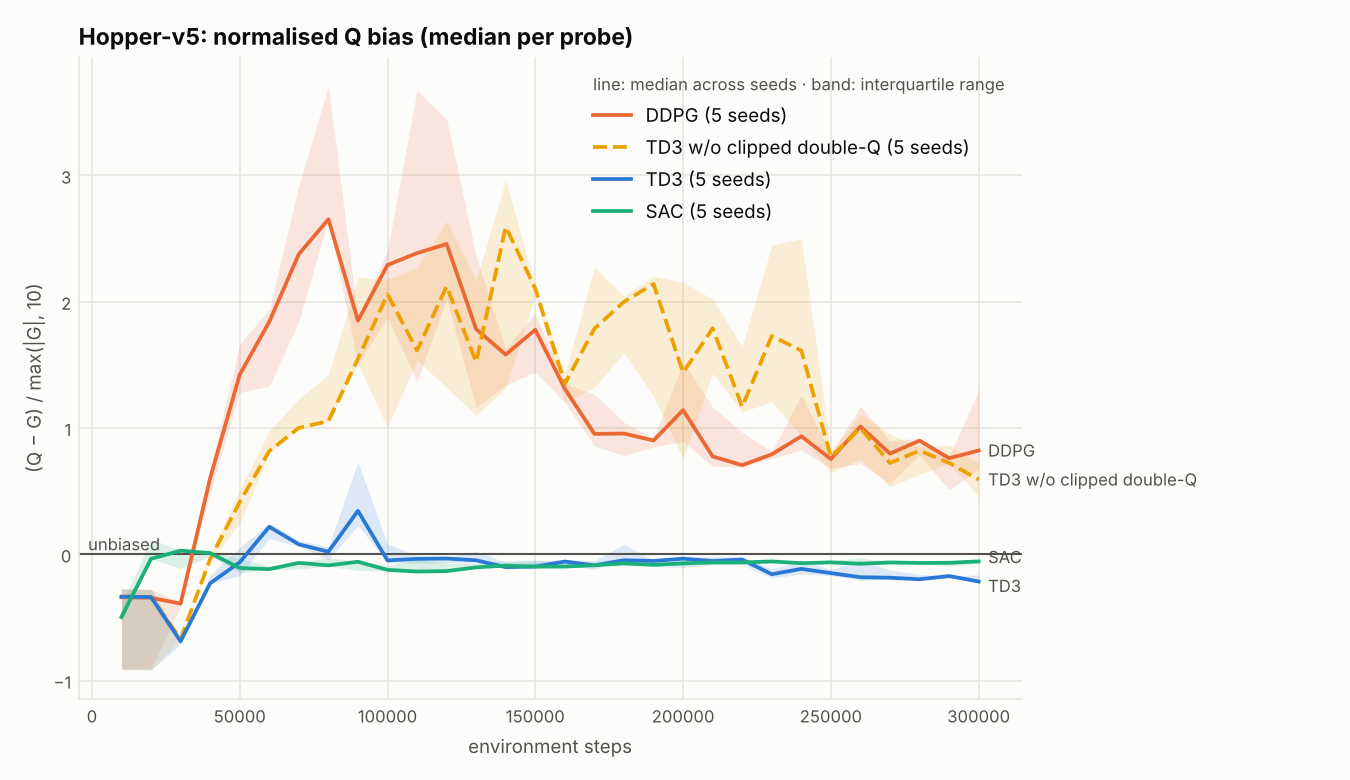 Hopper-v5: normalised Q bias (median per probe)
line: median across seeds · band: interquartile range
DDPG (5 seeds)
TD3 w/o clipped double-Q (5 seeds)
TD3 (5 seeds)
SAC (5 seeds)
(Q − G) / max(|G|, 10)
3
2
1
0
−1
unbiased
DDPG
TD3 w/o clipped double-Q
SAC
TD3
0 50000 100000 150000 200000 250000 300000
environment steps